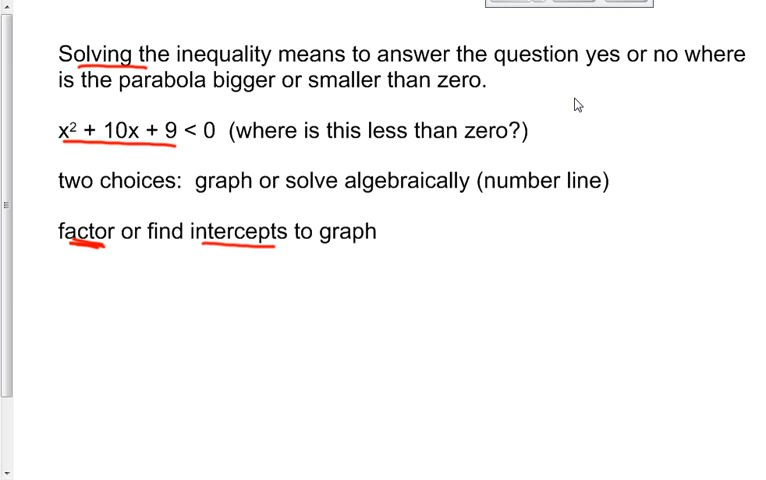 Solving the inequality means to answer the question yes or no where
is the parabola bigger or smaller than zero.
x² + 10x + 9 < 0  (where is this less than zero?)
two choices:  graph or solve algebraically (number line)
factor or find intercepts to graph